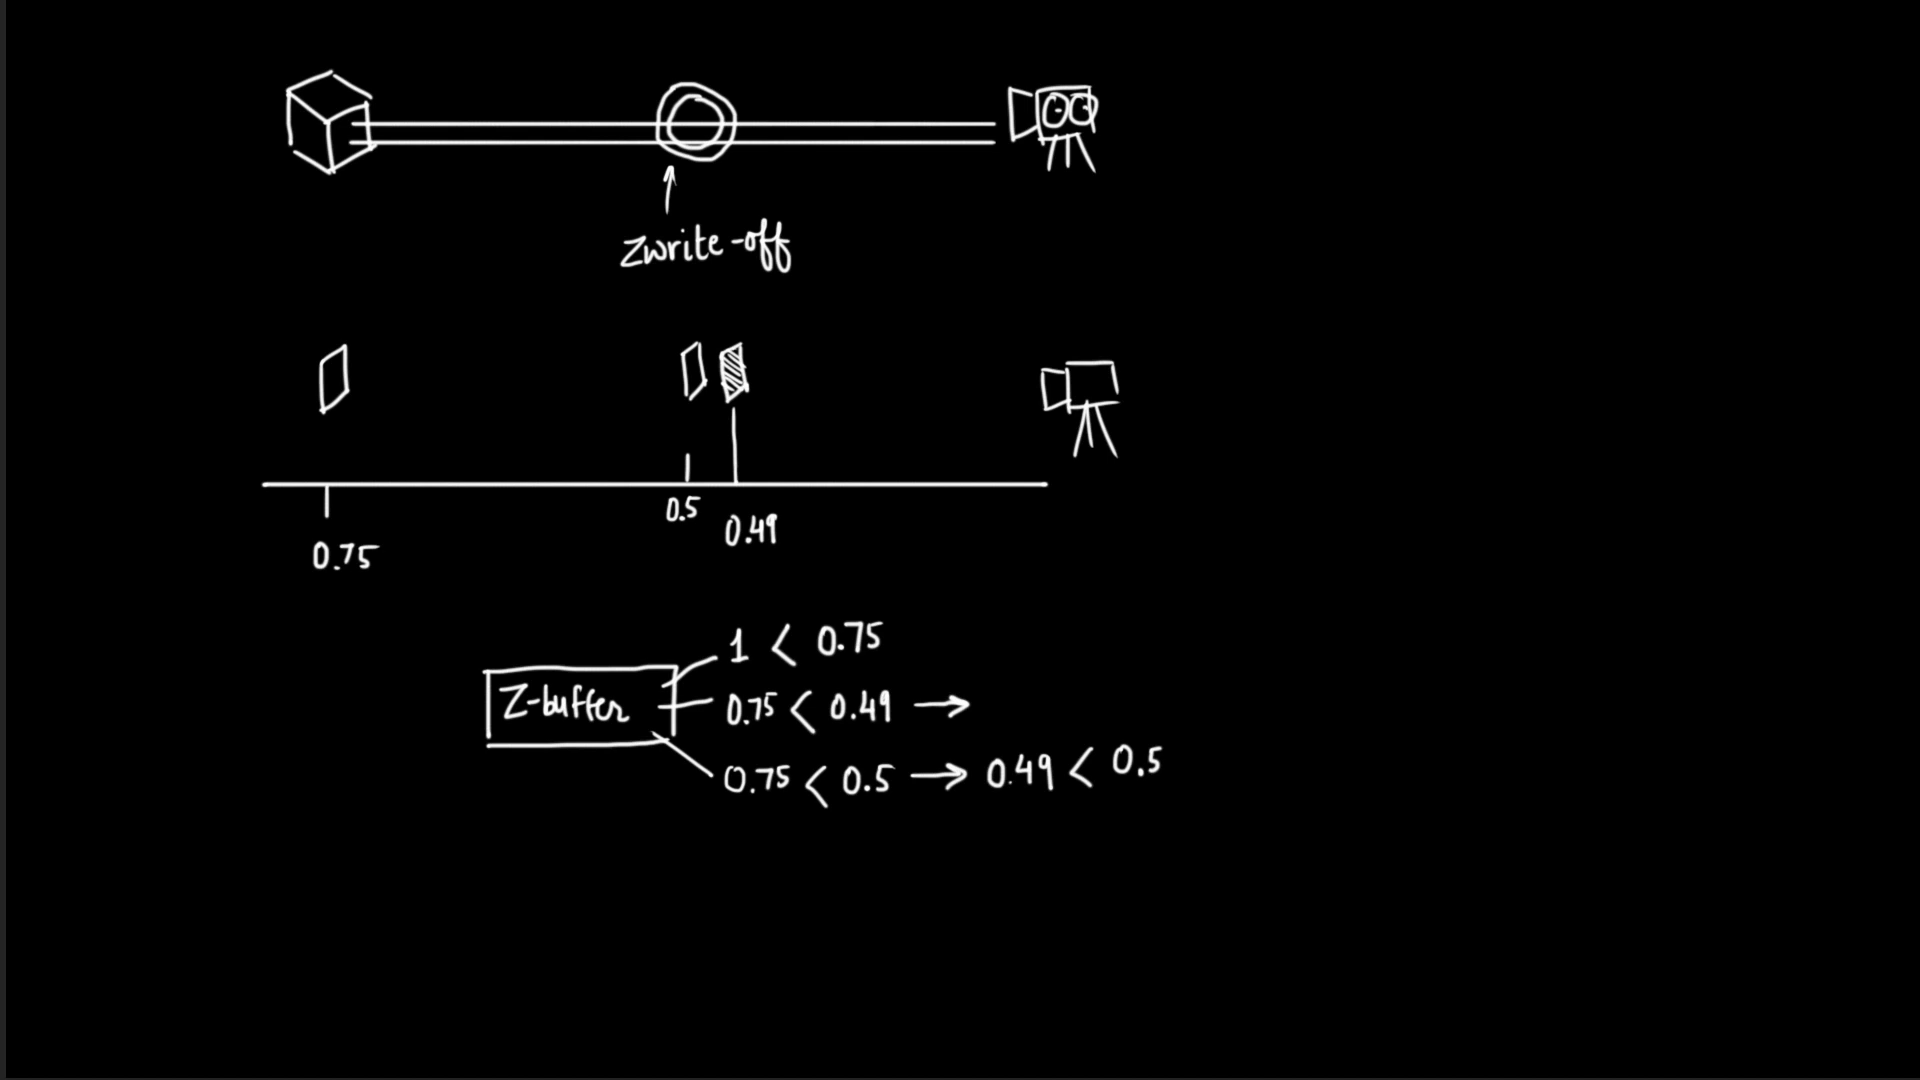 Zwrite-off
0.5
0.49
0.75
1 < 0.75
Z-buffer
0.75 < 0.49 →
0.75 < 0.5 → 0.49 < 0.5